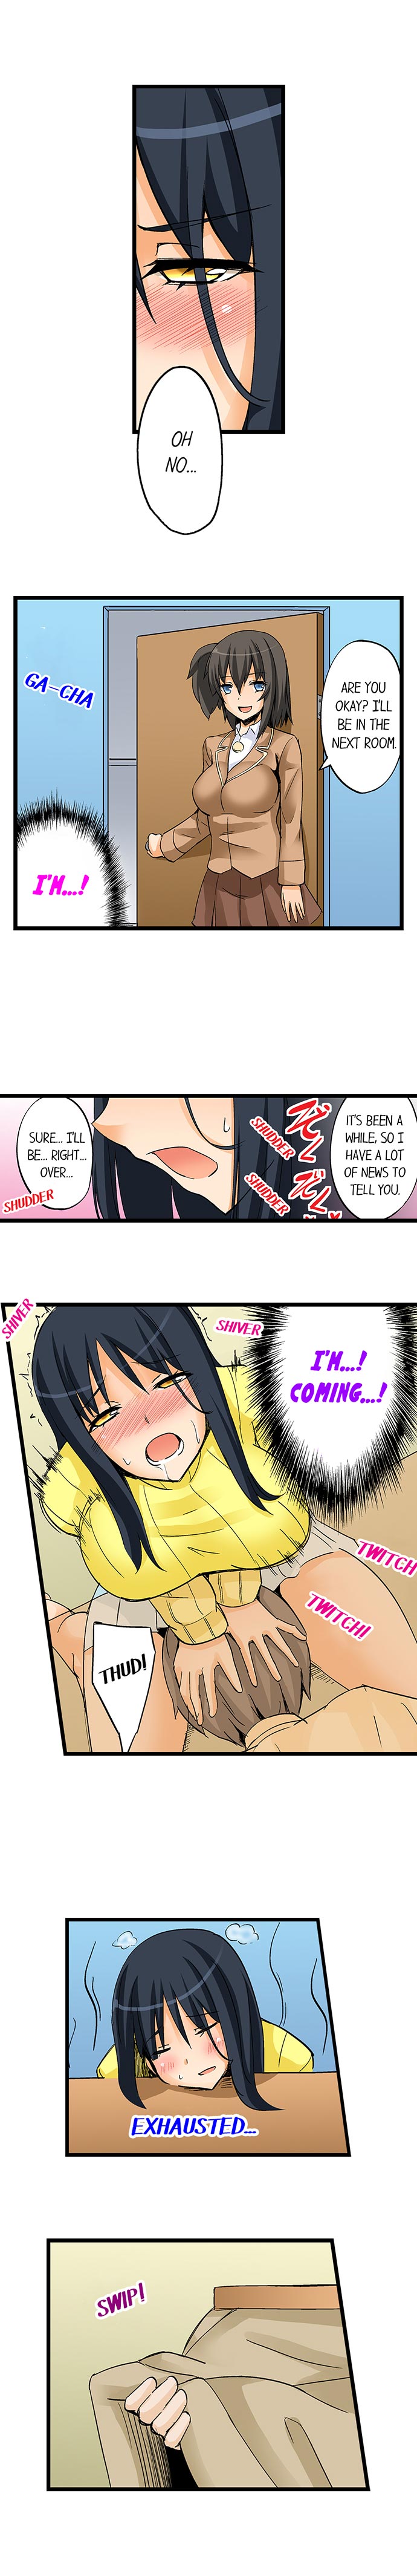 OH
NO...
GA-CHA
ARE YOU
OKAY? I'LL
BE IN THE
NEXT ROOM.
I'M...!
IT'S BEEN A
WHILE, SO I
HAVE A LOT
OF NEWS TO
TELL YOU.
SHUDDER
SHUDDER
SURE... I'LL
BE... RIGHT...
OVER...
SHUDDER
SHIVER
SHIVER
I'M...!
COMING...!
TWITCH
TWITCH!
THUD!
EXHAUSTED...
SWIP!